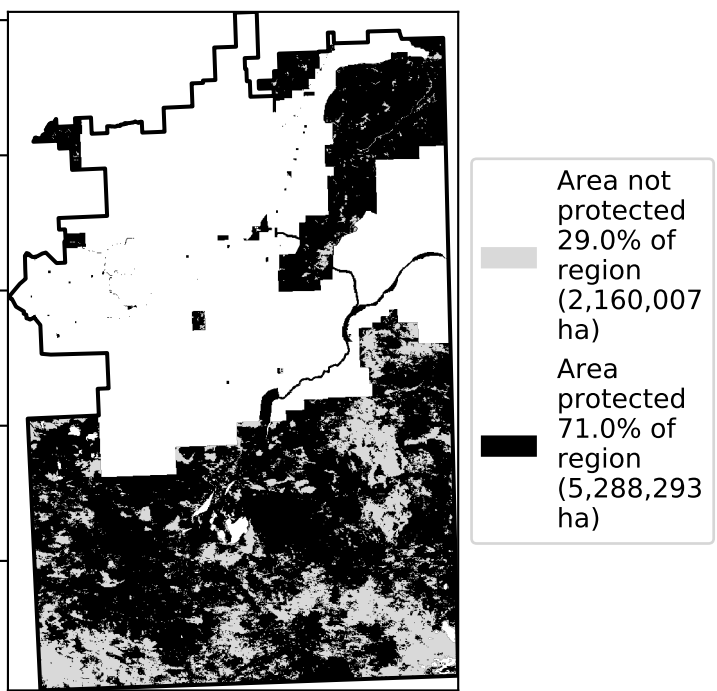 Area not
protected
29.0% of
region
(2,160,007
ha)
Area
protected
71.0% of
region
(5,288,293
ha)